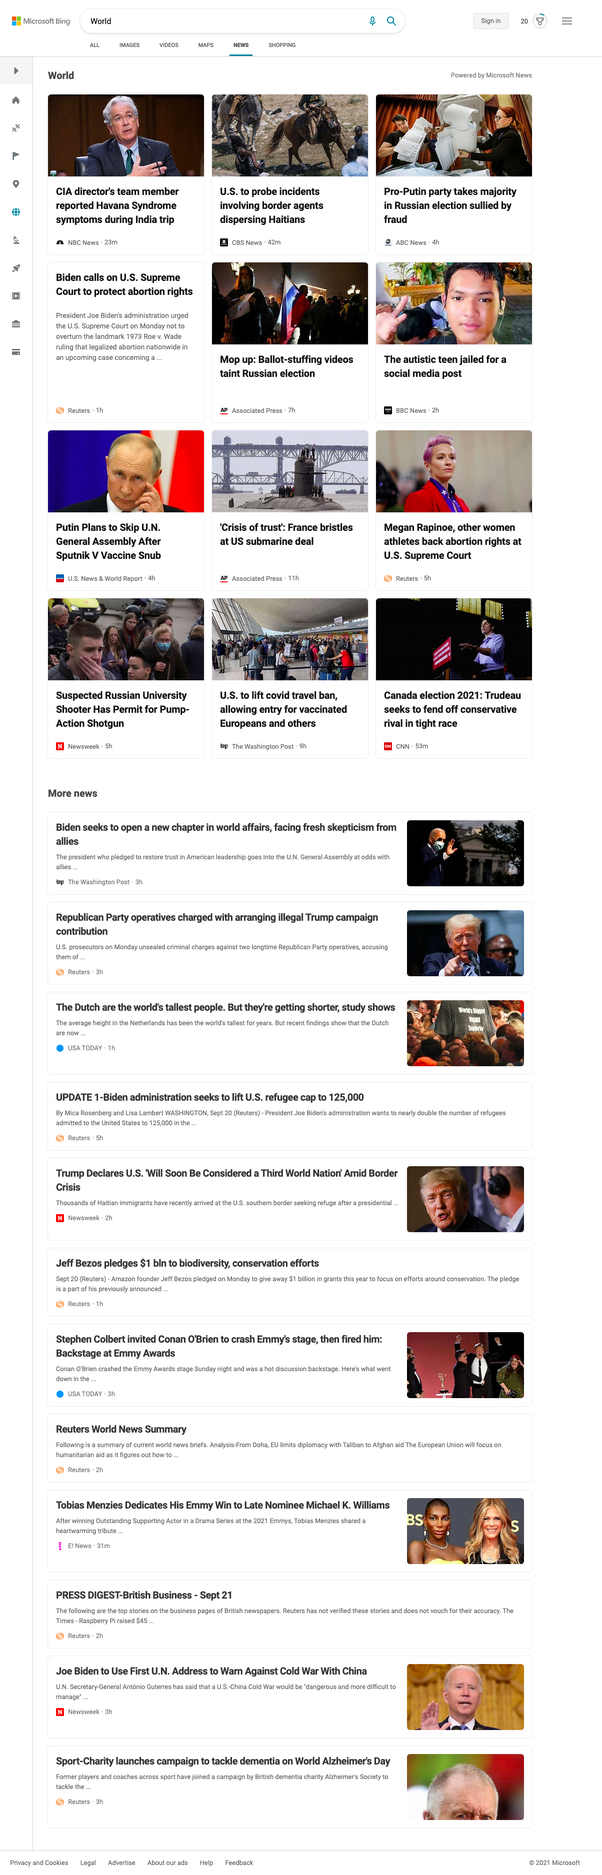 Microsoft Bing
World
Sign in
20
ALL IMAGES VIDEOS MAPS NEWS SHOPPING
World
Powered by Microsoft News
CIA director's team member
reported Havana Syndrome
symptoms during India trip
NBC News · 23m
U.S. to probe incidents
involving border agents
dispersing Haitians
CBS News · 42m
Pro-Putin party takes majority
in Russian election sullied by
fraud
ABC News · 4h
Biden calls on U.S. Supreme
Court to protect abortion rights
President Joe Biden's administration urged
the U.S. Supreme Court on Monday not to
overturn the landmark 1973 Roe v. Wade
ruling that legalized abortion nationwide in
an upcoming case concerning a ...
Reuters · 1h
Mop up: Ballot-stuffing videos
taint Russian election
AP Associated Press · 7h
The autistic teen jailed for a
social media post
BBC News · 2h
Putin Plans to Skip U.N.
General Assembly After
Sputnik V Vaccine Snub
U.S. News & World Report · 4h
'Crisis of trust': France bristles
at US submarine deal
AP Associated Press · 11h
Megan Rapinoe, other women
athletes back abortion rights at
U.S. Supreme Court
Reuters · 5h
Suspected Russian University
Shooter Has Permit for Pump-
Action Shotgun
N Newsweek · 5h
U.S. to lift covid travel ban,
allowing entry for vaccinated
Europeans and others
wp The Washington Post · 9h
Canada election 2021: Trudeau
seeks to fend off conservative
rival in tight race
CNN CNN · 53m
More news
Biden seeks to open a new chapter in world affairs, facing fresh skepticism from
allies
The president who pledged to restore trust in American leadership goes into the U.N. General Assembly at odds with
allies ...
wp The Washington Post · 3h
Republican Party operatives charged with arranging illegal Trump campaign
contribution
U.S. prosecutors on Monday unsealed criminal charges against two longtime Republican Party operatives, accusing
them of ...
Reuters · 3h
The Dutch are the world's tallest people. But they're getting shorter, study shows
The average height in the Netherlands has been the world's tallest for years. But recent findings show that the Dutch
are now ...
USA TODAY · 1h
World's Biggest
UPDATE 1-Biden administration seeks to lift U.S. refugee cap to 125,000
By Mica Rosenberg and Lisa Lambert WASHINGTON, Sept 20 (Reuters) - President Joe Biden's administration wants to nearly double the number of refugees
admitted to the United States to 125,000 in the ...
Reuters · 5h
Trump Declares U.S. 'Will Soon Be Considered a Third World Nation' Amid Border
Crisis
Thousands of Haitian immigrants have recently arrived at the U.S. southern border seeking refuge after a presidential ...
N Newsweek · 2h
Jeff Bezos pledges $1 bln to biodiversity, conservation efforts
Sept 20 (Reuters) - Amazon founder Jeff Bezos pledged on Monday to give away $1 billion in grants this year to focus on efforts around conservation. The pledge
is a part of his previously announced ...
Reuters · 1h
Stephen Colbert invited Conan O'Brien to crash Emmy's stage, then fired him:
Backstage at Emmy Awards
Conan O'Brien crashed the Emmy Awards stage Sunday night and was a hot discussion backstage. Here's what went
down in the ...
USA TODAY · 3h
Reuters World News Summary
Following is a summary of current world news briefs. Analysis-From Doha, EU limits diplomacy with Taliban to Afghan aid The European Union will focus on
humanitarian aid as it figures out how to ...
Reuters · 2h
Tobias Menzies Dedicates His Emmy Win to Late Nominee Michael K. Williams
After winning Outstanding Supporting Actor in a Drama Series at the 2021 Emmys, Tobias Menzies shared a
heartwarming tribute ...
E! News · 31m
BS S
PRESS DIGEST-British Business - Sept 21
The following are the top stories on the business pages of British newspapers. Reuters has not verified these stories and does not vouch for their accuracy. The
Times - Raspberry Pi raised $45 ...
Reuters · 2h
Joe Biden to Use First U.N. Address to Warn Against Cold War With China
U.N. Secretary-General António Guterres has said that a U.S.-China Cold War would be "dangerous and more difficult to
manage" ...
N Newsweek · 3h
Sport-Charity launches campaign to tackle dementia on World Alzheimer's Day
Former players and coaches across sport have joined a campaign by British dementia charity Alzheimer's Society to
tackle the ...
Reuters · 3h
Privacy and Cookies Legal Advertise About our ads Help Feedback
© 2021 Microsoft